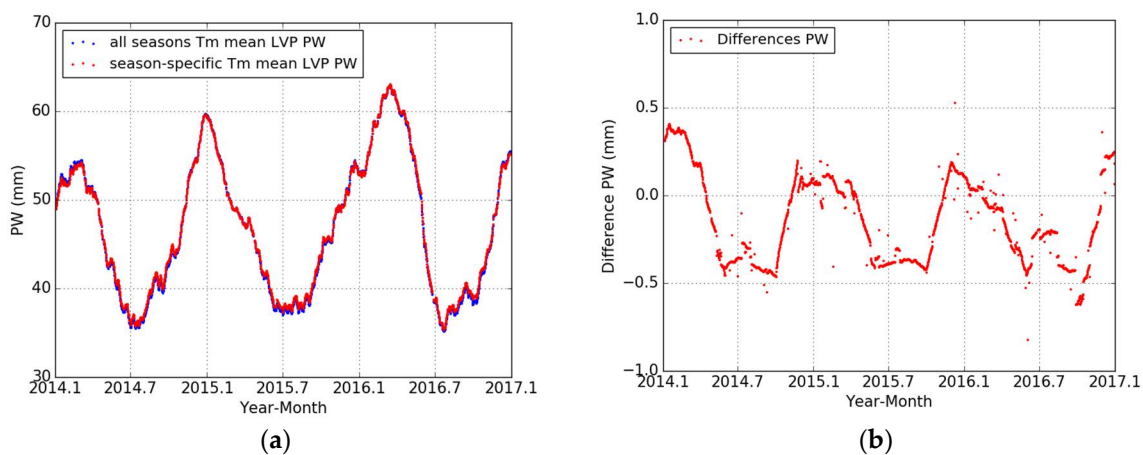 70
60
50
40
30
PW (mm)
all seasons Tm mean LVP PW
season-specific Tm mean LVP PW
2014.1 2014.7 2015.1 2015.7 2016.1 2016.7 2017.1
Year-Month
(a)
1.0
0.5
0.0
−0.5
−1.0
Difference PW (mm)
Differences PW
2014.1 2014.7 2015.1 2015.7 2016.1 2016.7 2017.1
Year-Month
(b)